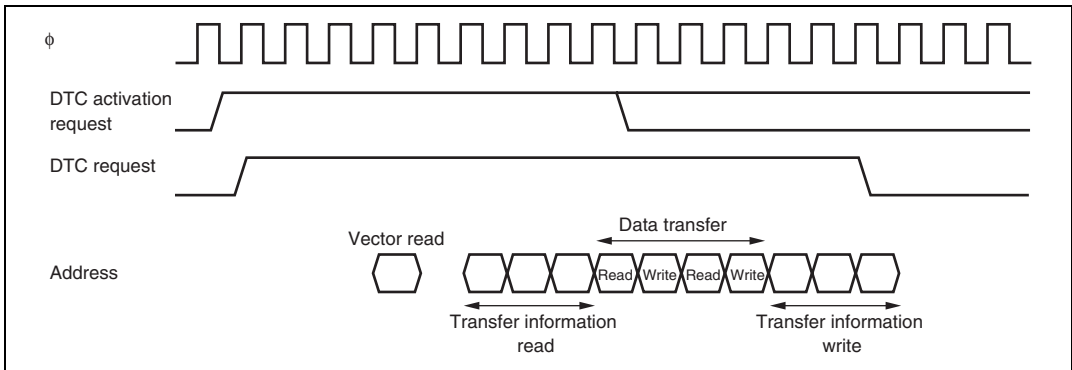 ϕ
DTC activation
request
DTC request
Data transfer
Vector read
Address
Read Write Read Write
Transfer information
read
Transfer information
write